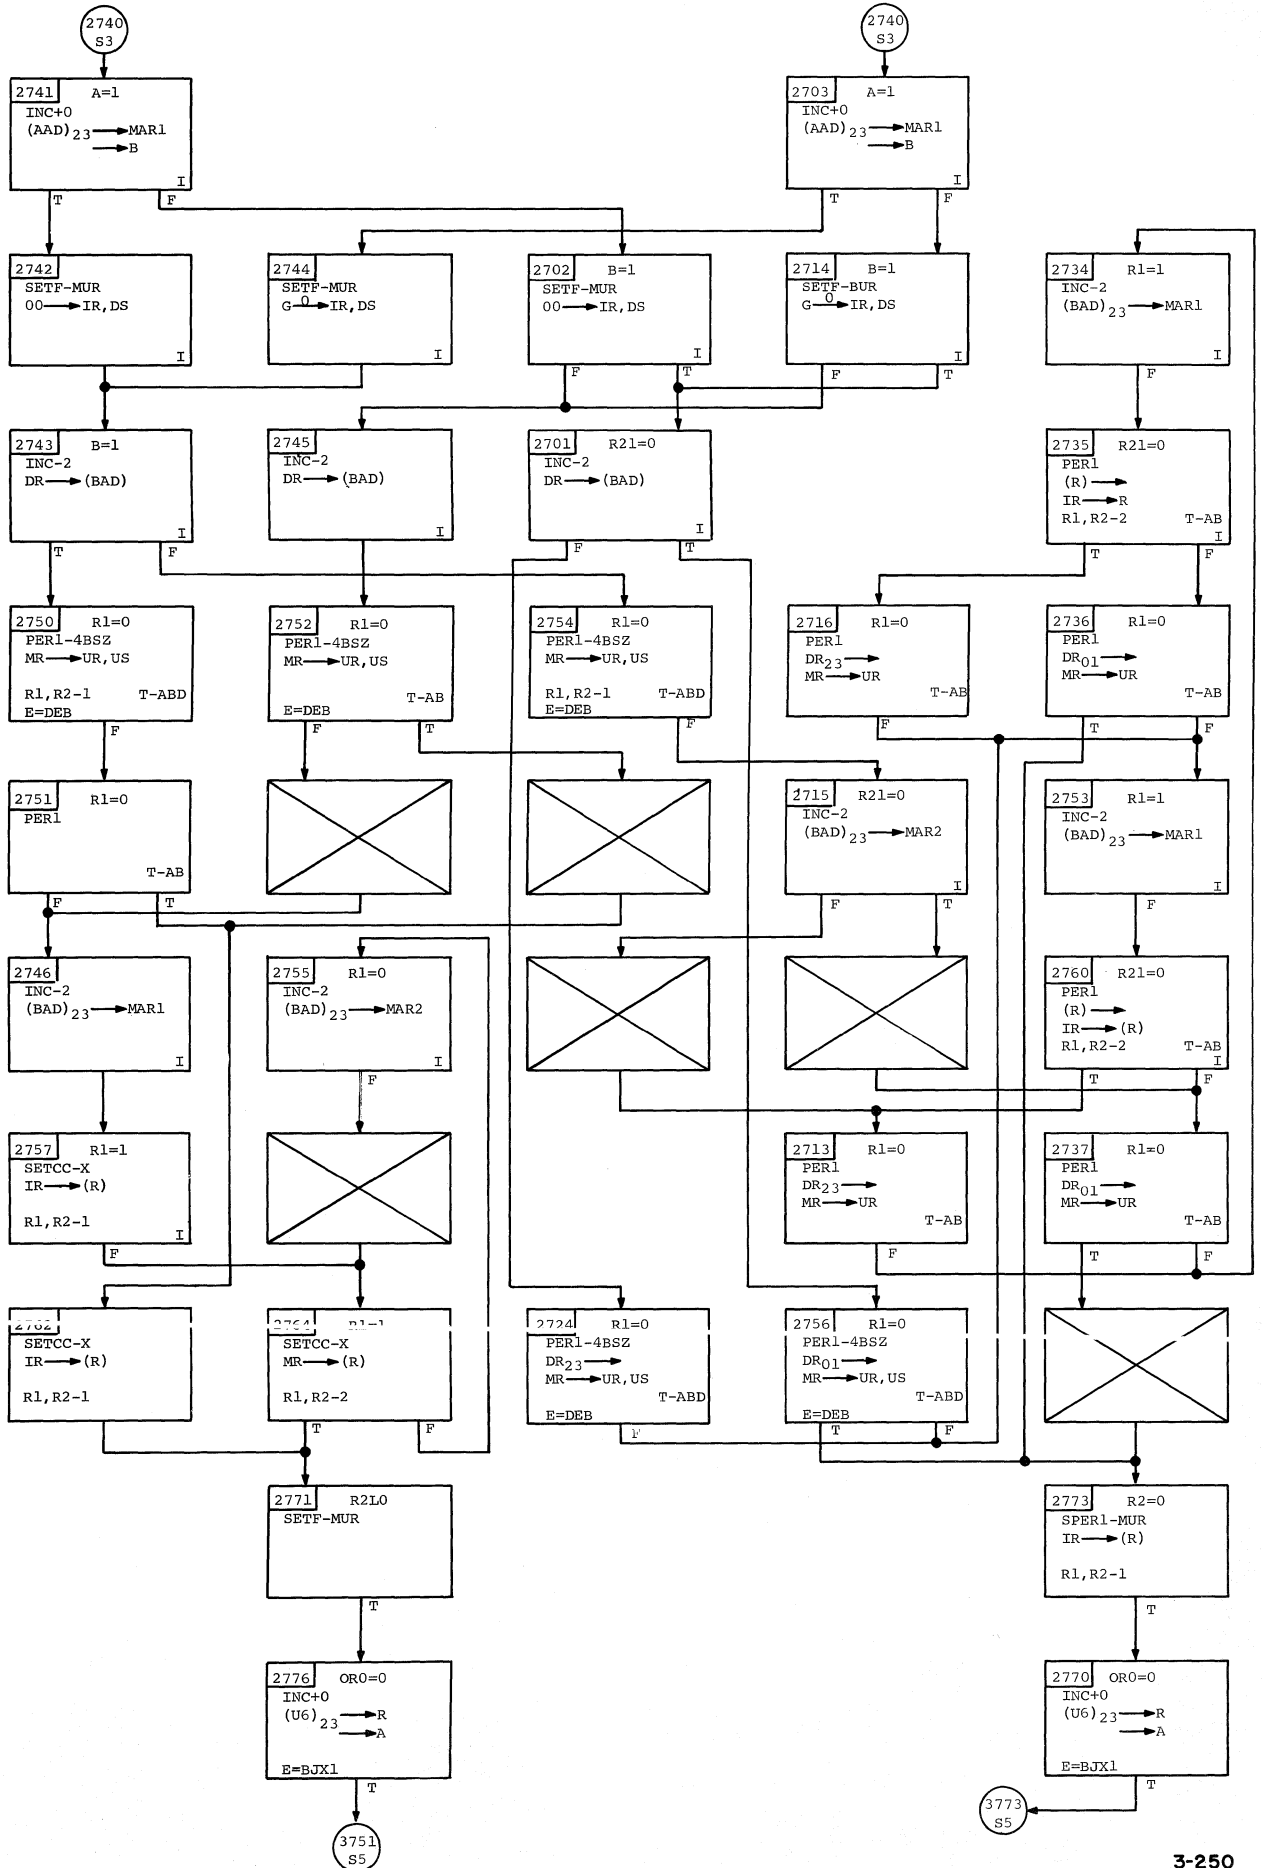 2740
S3
2740
S3
2741 A=1
INC+0
(AAD)23 → MAR1
→ B
I
T
F
2703 A=1
INC+0
(AAD)23 → MAR1
→ B
I
T
F
2742
SETF-MUR
00 → IR,DS
I
2744
SETF-MUR
G 0 → IR,DS
I
2702 B=1
SETF-MUR
00 → IR,DS
I
F
T
2714 B=1
SETF-BUR
G 0 → IR,DS
I
F
T
2734 R1=1
INC-2
(BAD)23 → MAR1
I
F
2743 B=1
INC-2
DR → (BAD)
I
T
F
2745
INC-2
DR → (BAD)
I
2701 R21=0
INC-2
DR → (BAD)
I
F
T
2735 R21=0
PER1
(R) →
IR → R
R1,R2-2 T-AB
I
T
F
2750 R1=0
PER1-4BSZ
MR → UR,US
R1,R2-1 T-ABD
E=DEB
F
2752 R1=0
PER1-4BSZ
MR → UR,US
T-AB
E=DEB
F
T
2754 R1=0
PER1-4BSZ
MR → UR,US
R1,R2-1 T-ABD
E=DEB
F
2716 R1=0
PER1
DR23 →
MR → UR
T-AB
F
2736 R1=0
PER1
DR01 →
MR → UR
T-AB
T
F
2751 R1=0
PER1
T-AB
F
T
2715 R21=0
INC-2
(BAD)23 → MAR2
I
F
T
2753 R1=1
INC-2
(BAD)23 → MAR1
I
F
2746
INC-2
(BAD)23 → MAR1
I
2755 R1=0
INC-2
(BAD)23 → MAR2
I
F
2760 R21=0
PER1
(R) →
IR → (R)
R1,R2-2 T-AB
I
T
F
2757 R1=1
SETCC-X
IR → (R)
R1,R2-1
I
F
2713 R1=0
PER1
DR23 →
MR → UR
T-AB
F
2737 R1=0
PER1
DR01 →
MR → UR
T-AB
T
F
2762
SETCC-X
IR → (R)
R1,R2-1
2764 R1=1
SETCC-X
MR → (R)
R1,R2-2
T
F
2724 R1=0
PER1-4BSZ
DR23 →
MR → UR,US
T-ABD
E=DEB
F
2756 R1=0
PER1-4BSZ
DR01 →
MR → UR,US
T-ABD
E=DEB
T
F
2771 R2L0
SETF-MUR
T
2773 R2=0
SPER1-MUR
IR → (R)
R1,R2-1
T
2776 OR0=0
INC+0
(U6)23 → R
→ A
E=BJX1
T
2770 OR0=0
INC+0
(U6)23 → R
→ A
E=BJX1
T
3751
S5
3773
S5
3-250